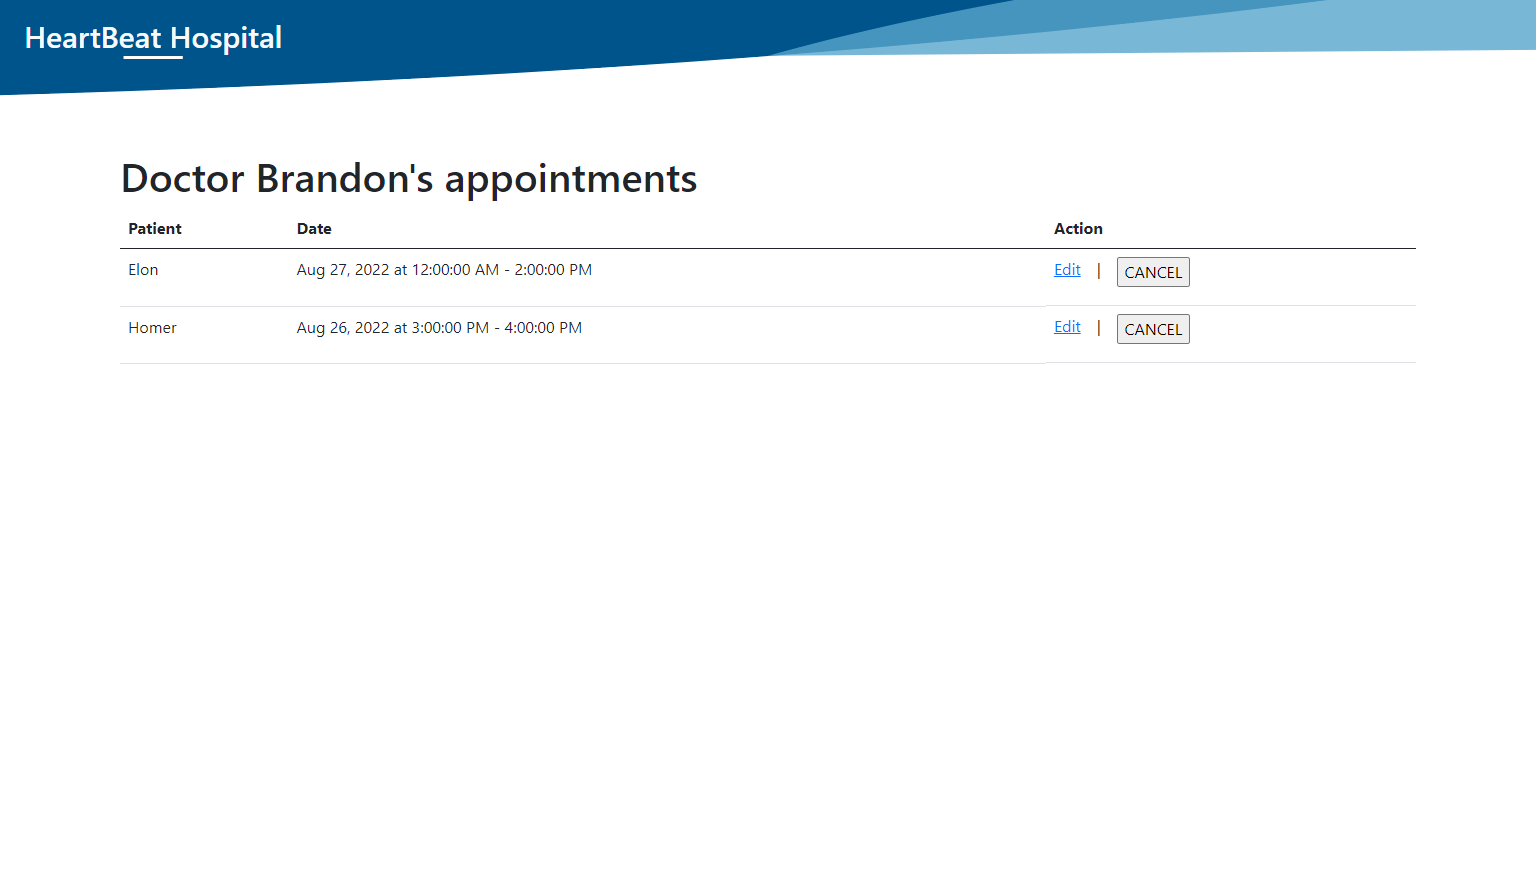 HeartBeat Hospital
Doctor Brandon's appointments
Patient Date Action
Elon Aug 27, 2022 at 12:00:00 AM - 2:00:00 PM Edit | CANCEL
Homer Aug 26, 2022 at 3:00:00 PM - 4:00:00 PM Edit | CANCEL